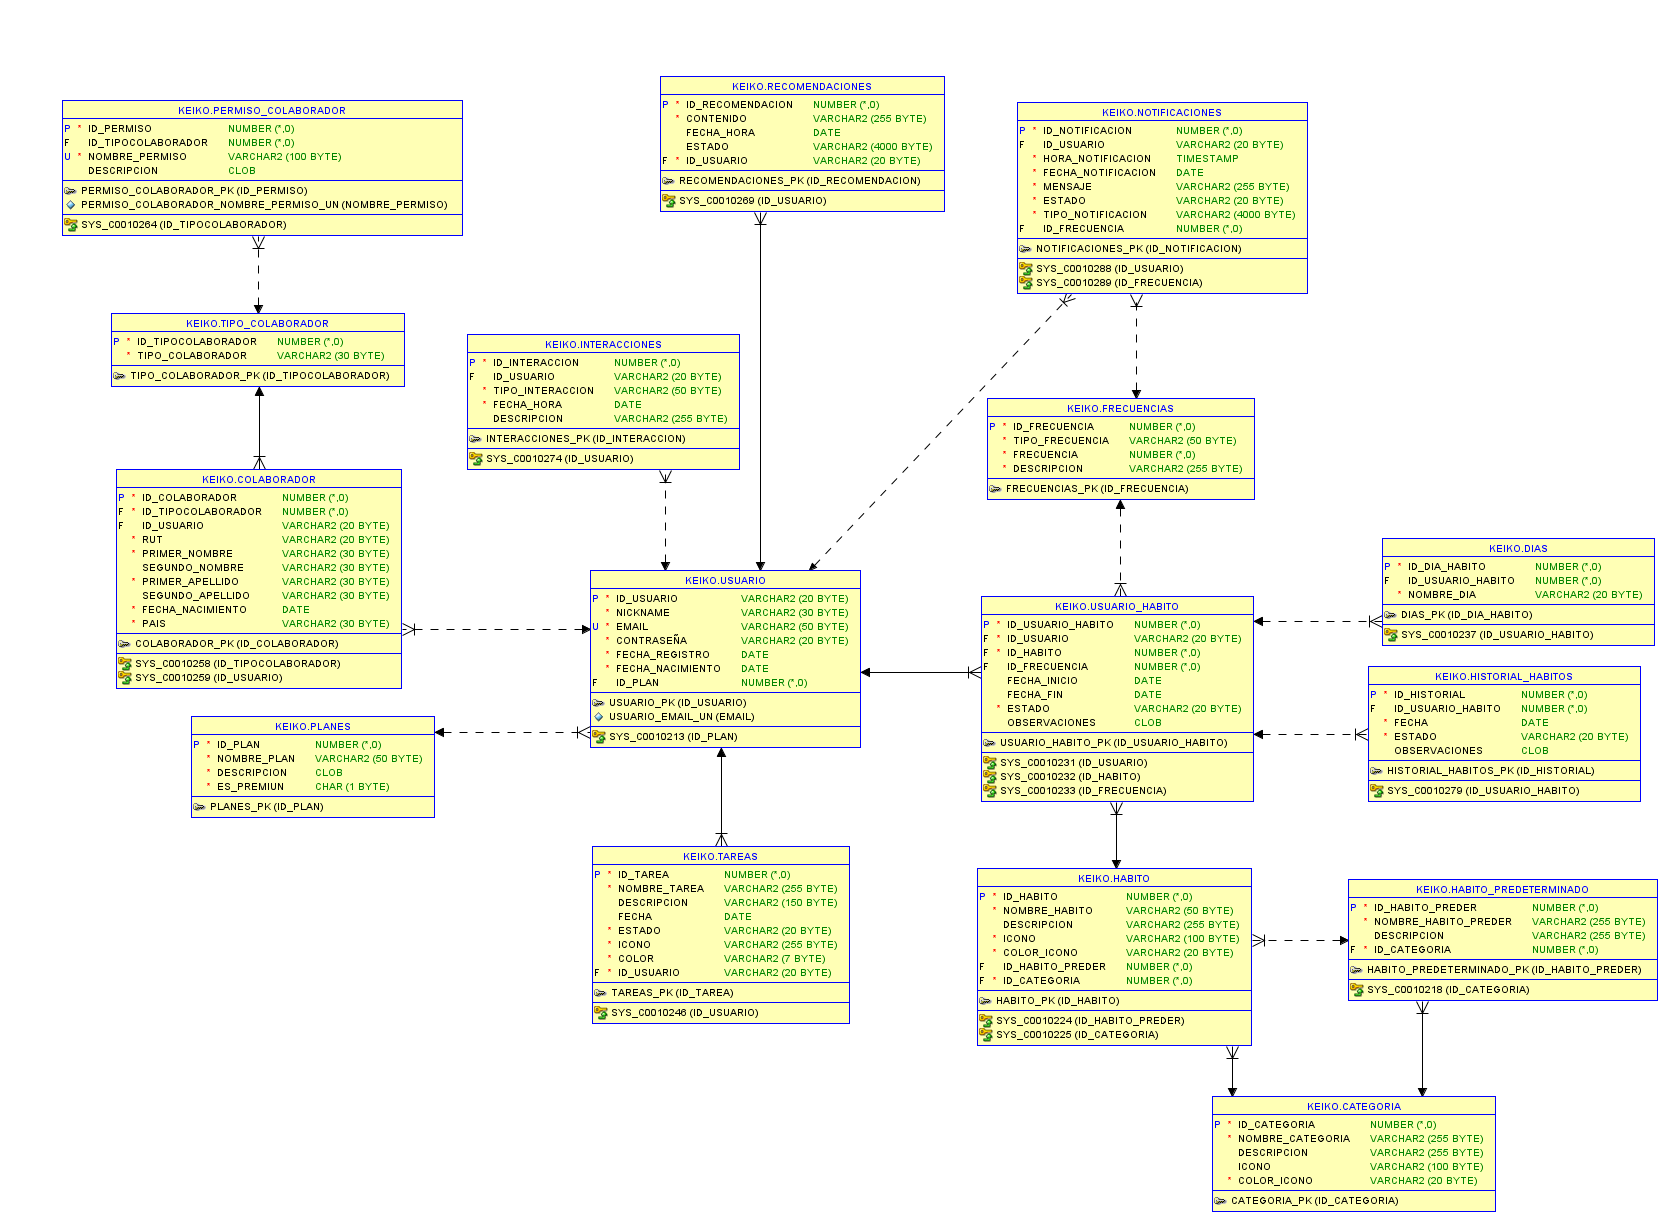 KEIKO.PERMISO_COLABORADOR
P * ID_PERMISO NUMBER (*,0)
F ID_TIPOCOLABORADOR NUMBER (*,0)
U * NOMBRE_PERMISO VARCHAR2 (100 BYTE)
DESCRIPCION CLOB
PERMISO_COLABORADOR_PK (ID_PERMISO)
PERMISO_COLABORADOR_NOMBRE_PERMISO_UN (NOMBRE_PERMISO)
SYS_C0010264 (ID_TIPOCOLABORADOR)
KEIKO.RECOMENDACIONES
P * ID_RECOMENDACION NUMBER (*,0)
* CONTENIDO VARCHAR2 (255 BYTE)
FECHA_HORA DATE
ESTADO VARCHAR2 (4000 BYTE)
F * ID_USUARIO VARCHAR2 (20 BYTE)
RECOMENDACIONES_PK (ID_RECOMENDACION)
SYS_C0010269 (ID_USUARIO)
KEIKO.NOTIFICACIONES
P * ID_NOTIFICACION NUMBER (*,0)
F ID_USUARIO VARCHAR2 (20 BYTE)
* HORA_NOTIFICACION TIMESTAMP
* FECHA_NOTIFICACION DATE
* MENSAJE VARCHAR2 (255 BYTE)
* ESTADO VARCHAR2 (20 BYTE)
* TIPO_NOTIFICACION VARCHAR2 (4000 BYTE)
F ID_FRECUENCIA NUMBER (*,0)
NOTIFICACIONES_PK (ID_NOTIFICACION)
SYS_C0010288 (ID_USUARIO)
SYS_C0010289 (ID_FRECUENCIA)
KEIKO.TIPO_COLABORADOR
P * ID_TIPOCOLABORADOR NUMBER (*,0)
* TIPO_COLABORADOR VARCHAR2 (30 BYTE)
TIPO_COLABORADOR_PK (ID_TIPOCOLABORADOR)
KEIKO.INTERACCIONES
P * ID_INTERACCION NUMBER (*,0)
F ID_USUARIO VARCHAR2 (20 BYTE)
* TIPO_INTERACCION VARCHAR2 (50 BYTE)
* FECHA_HORA DATE
DESCRIPCION VARCHAR2 (255 BYTE)
INTERACCIONES_PK (ID_INTERACCION)
SYS_C0010274 (ID_USUARIO)
KEIKO.FRECUENCIAS
P * ID_FRECUENCIA NUMBER (*,0)
* TIPO_FRECUENCIA VARCHAR2 (50 BYTE)
* FRECUENCIA NUMBER (*,0)
* DESCRIPCION VARCHAR2 (255 BYTE)
FRECUENCIAS_PK (ID_FRECUENCIA)
KEIKO.COLABORADOR
P * ID_COLABORADOR NUMBER (*,0)
F * ID_TIPOCOLABORADOR NUMBER (*,0)
F ID_USUARIO VARCHAR2 (20 BYTE)
* RUT VARCHAR2 (20 BYTE)
* PRIMER_NOMBRE VARCHAR2 (30 BYTE)
SEGUNDO_NOMBRE VARCHAR2 (30 BYTE)
* PRIMER_APELLIDO VARCHAR2 (30 BYTE)
SEGUNDO_APELLIDO VARCHAR2 (30 BYTE)
* FECHA_NACIMIENTO DATE
* PAIS VARCHAR2 (30 BYTE)
COLABORADOR_PK (ID_COLABORADOR)
SYS_C0010258 (ID_TIPOCOLABORADOR)
SYS_C0010259 (ID_USUARIO)
KEIKO.USUARIO
P * ID_USUARIO VARCHAR2 (20 BYTE)
* NICKNAME VARCHAR2 (30 BYTE)
U * EMAIL VARCHAR2 (50 BYTE)
* CONTRASEÑA VARCHAR2 (20 BYTE)
* FECHA_REGISTRO DATE
* FECHA_NACIMIENTO DATE
F ID_PLAN NUMBER (*,0)
USUARIO_PK (ID_USUARIO)
USUARIO_EMAIL_UN (EMAIL)
SYS_C0010213 (ID_PLAN)
KEIKO.USUARIO_HABITO
P * ID_USUARIO_HABITO NUMBER (*,0)
F * ID_USUARIO VARCHAR2 (20 BYTE)
F * ID_HABITO NUMBER (*,0)
F ID_FRECUENCIA NUMBER (*,0)
FECHA_INICIO DATE
FECHA_FIN DATE
* ESTADO VARCHAR2 (20 BYTE)
OBSERVACIONES CLOB
USUARIO_HABITO_PK (ID_USUARIO_HABITO)
SYS_C0010231 (ID_USUARIO)
SYS_C0010232 (ID_HABITO)
SYS_C0010233 (ID_FRECUENCIA)
KEIKO.DIAS
P * ID_DIA_HABITO NUMBER (*,0)
F ID_USUARIO_HABITO NUMBER (*,0)
* NOMBRE_DIA VARCHAR2 (20 BYTE)
DIAS_PK (ID_DIA_HABITO)
SYS_C0010237 (ID_USUARIO_HABITO)
KEIKO.HISTORIAL_HABITOS
P * ID_HISTORIAL NUMBER (*,0)
F ID_USUARIO_HABITO NUMBER (*,0)
* FECHA DATE
* ESTADO VARCHAR2 (20 BYTE)
OBSERVACIONES CLOB
HISTORIAL_HABITOS_PK (ID_HISTORIAL)
SYS_C0010279 (ID_USUARIO_HABITO)
KEIKO.PLANES
P * ID_PLAN NUMBER (*,0)
* NOMBRE_PLAN VARCHAR2 (50 BYTE)
* DESCRIPCION CLOB
* ES_PREMIUN CHAR (1 BYTE)
PLANES_PK (ID_PLAN)
KEIKO.TAREAS
P * ID_TAREA NUMBER (*,0)
* NOMBRE_TAREA VARCHAR2 (255 BYTE)
DESCRIPCION VARCHAR2 (150 BYTE)
FECHA DATE
* ESTADO VARCHAR2 (20 BYTE)
* ICONO VARCHAR2 (255 BYTE)
* COLOR VARCHAR2 (7 BYTE)
F * ID_USUARIO VARCHAR2 (20 BYTE)
TAREAS_PK (ID_TAREA)
SYS_C0010246 (ID_USUARIO)
KEIKO.HABITO
P * ID_HABITO NUMBER (*,0)
* NOMBRE_HABITO VARCHAR2 (50 BYTE)
DESCRIPCION VARCHAR2 (255 BYTE)
* ICONO VARCHAR2 (100 BYTE)
* COLOR_ICONO VARCHAR2 (20 BYTE)
F ID_HABITO_PREDER NUMBER (*,0)
F * ID_CATEGORIA NUMBER (*,0)
HABITO_PK (ID_HABITO)
SYS_C0010224 (ID_HABITO_PREDER)
SYS_C0010225 (ID_CATEGORIA)
KEIKO.HABITO_PREDETERMINADO
P * ID_HABITO_PREDER NUMBER (*,0)
* NOMBRE_HABITO_PREDER VARCHAR2 (255 BYTE)
DESCRIPCION VARCHAR2 (255 BYTE)
F * ID_CATEGORIA NUMBER (*,0)
HABITO_PREDETERMINADO_PK (ID_HABITO_PREDER)
SYS_C0010218 (ID_CATEGORIA)
KEIKO.CATEGORIA
P * ID_CATEGORIA NUMBER (*,0)
* NOMBRE_CATEGORIA VARCHAR2 (255 BYTE)
DESCRIPCION VARCHAR2 (255 BYTE)
ICONO VARCHAR2 (100 BYTE)
* COLOR_ICONO VARCHAR2 (20 BYTE)
CATEGORIA_PK (ID_CATEGORIA)